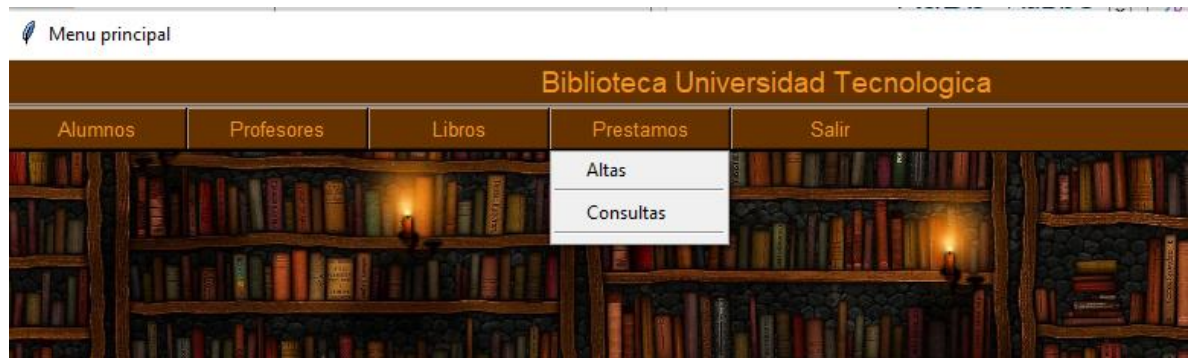 Menu principal
Biblioteca Universidad Tecnologica
Alumnos Profesores Libros Prestamos Salir
Altas
Consultas